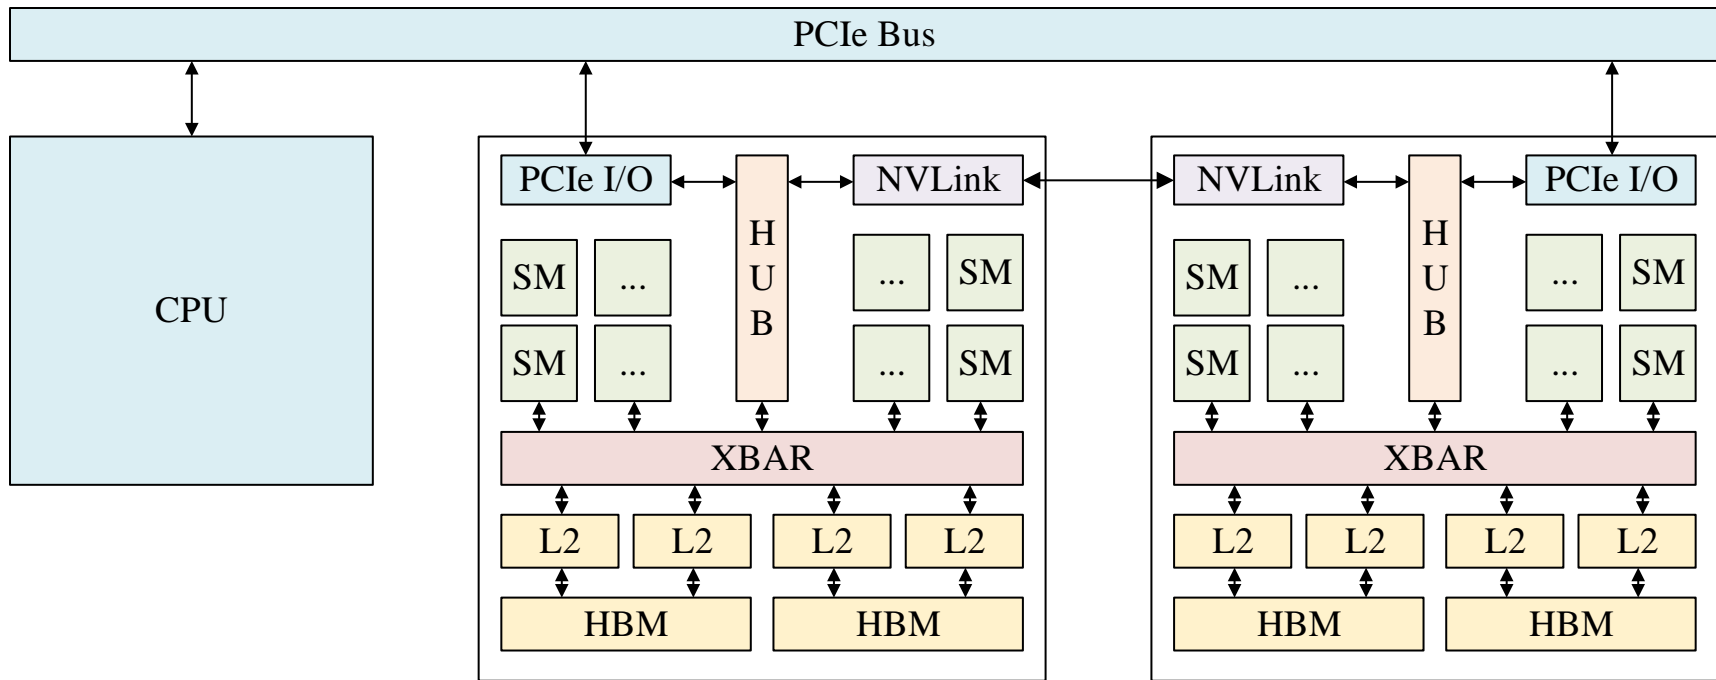 PCIe Bus
CPU
PCIe I/O
NVLink
H
U
B
SM
...
...
SM
SM
...
...
SM
XBAR
L2
L2
L2
L2
HBM
HBM
NVLink
PCIe I/O
H
U
B
SM
...
...
SM
SM
...
...
SM
XBAR
L2
L2
L2
L2
HBM
HBM